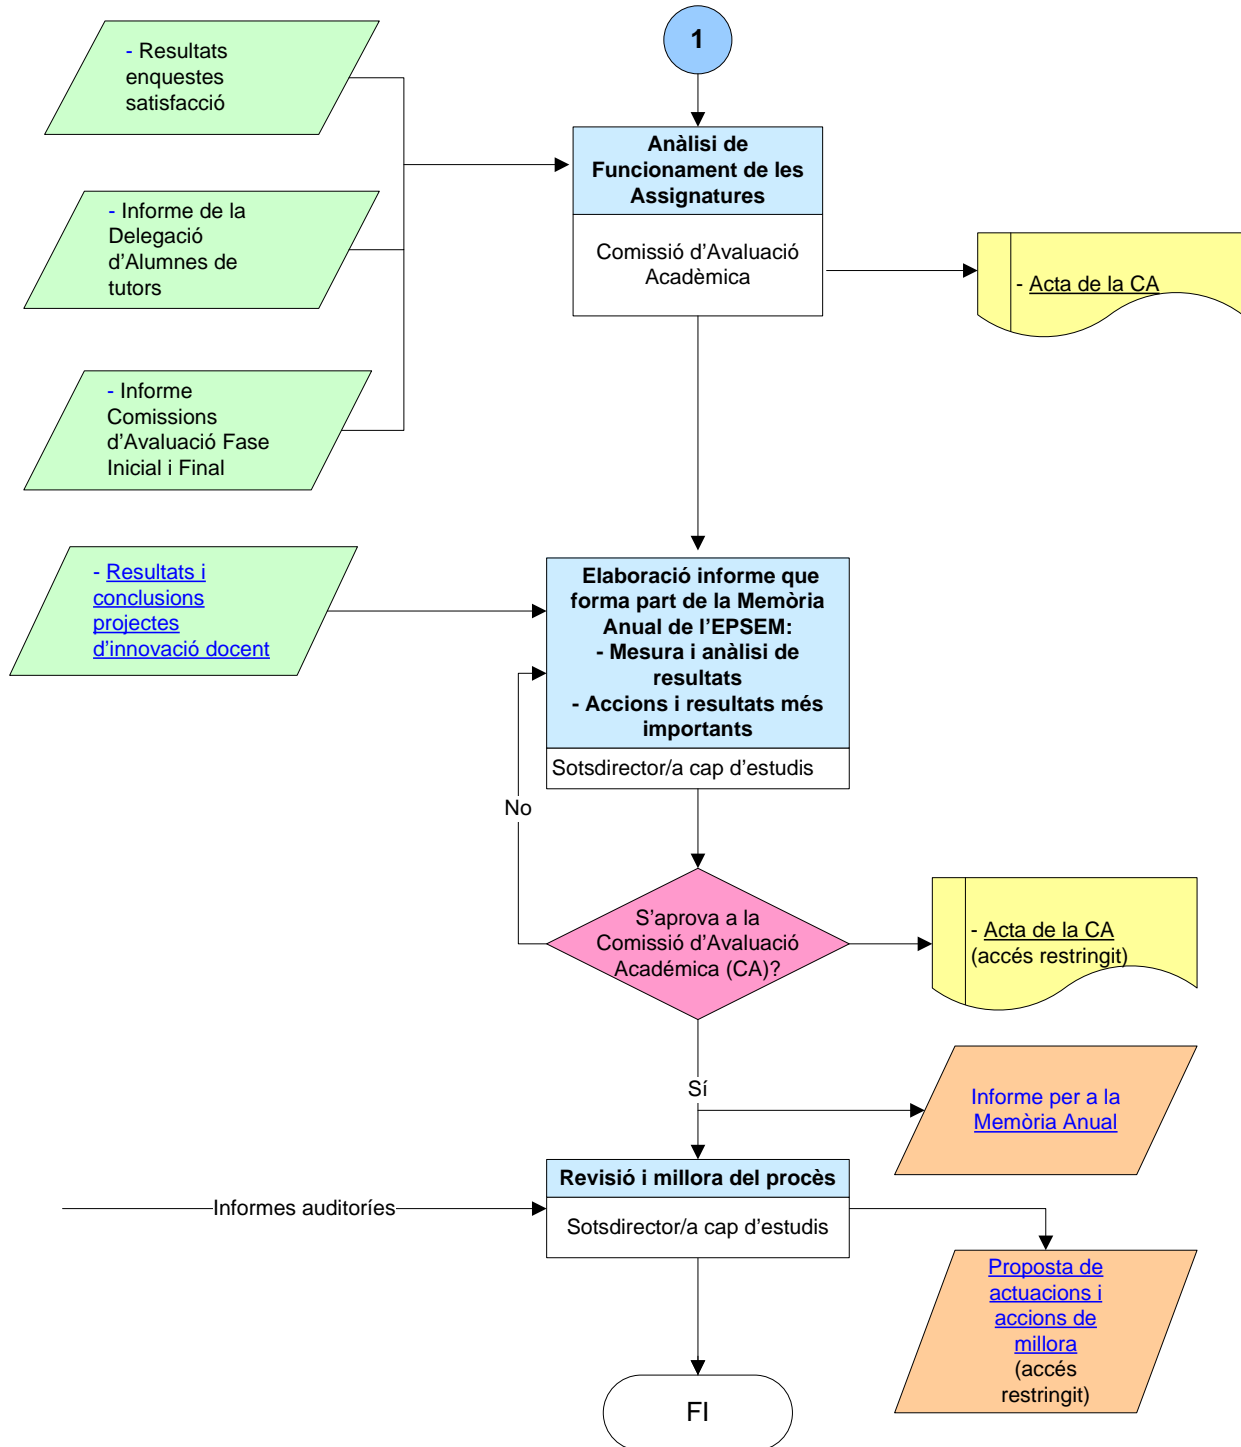 1
- Resultats
enquestes
satisfacció
Anàlisi de
Funcionament de les
Assignatures
Comissió d'Avaluació
Acadèmica
- Informe de la
Delegació
d'Alumnes de
tutors
- Acta de la CA
- Informe
Comissions
d'Avaluació Fase
Inicial i Final
- Resultats i
conclusions
projectes
d'innovació docent
Elaboració informe que
forma part de la Memòria
Anual de l'EPSEM:
- Mesura i anàlisi de
resultats
- Accions i resultats més
importants
Sotsdirector/a cap d'estudis
No
S'aprova a la
Comissió d'Avaluació
Académica (CA)?
- Acta de la CA
(accés restringit)
Sí
Informe per a la
Memòria Anual
Revisió i millora del procès
Sotsdirector/a cap d'estudis
Informes auditoríes
Proposta de
actuacions i
accions de
millora
(accés
restringit)
FI